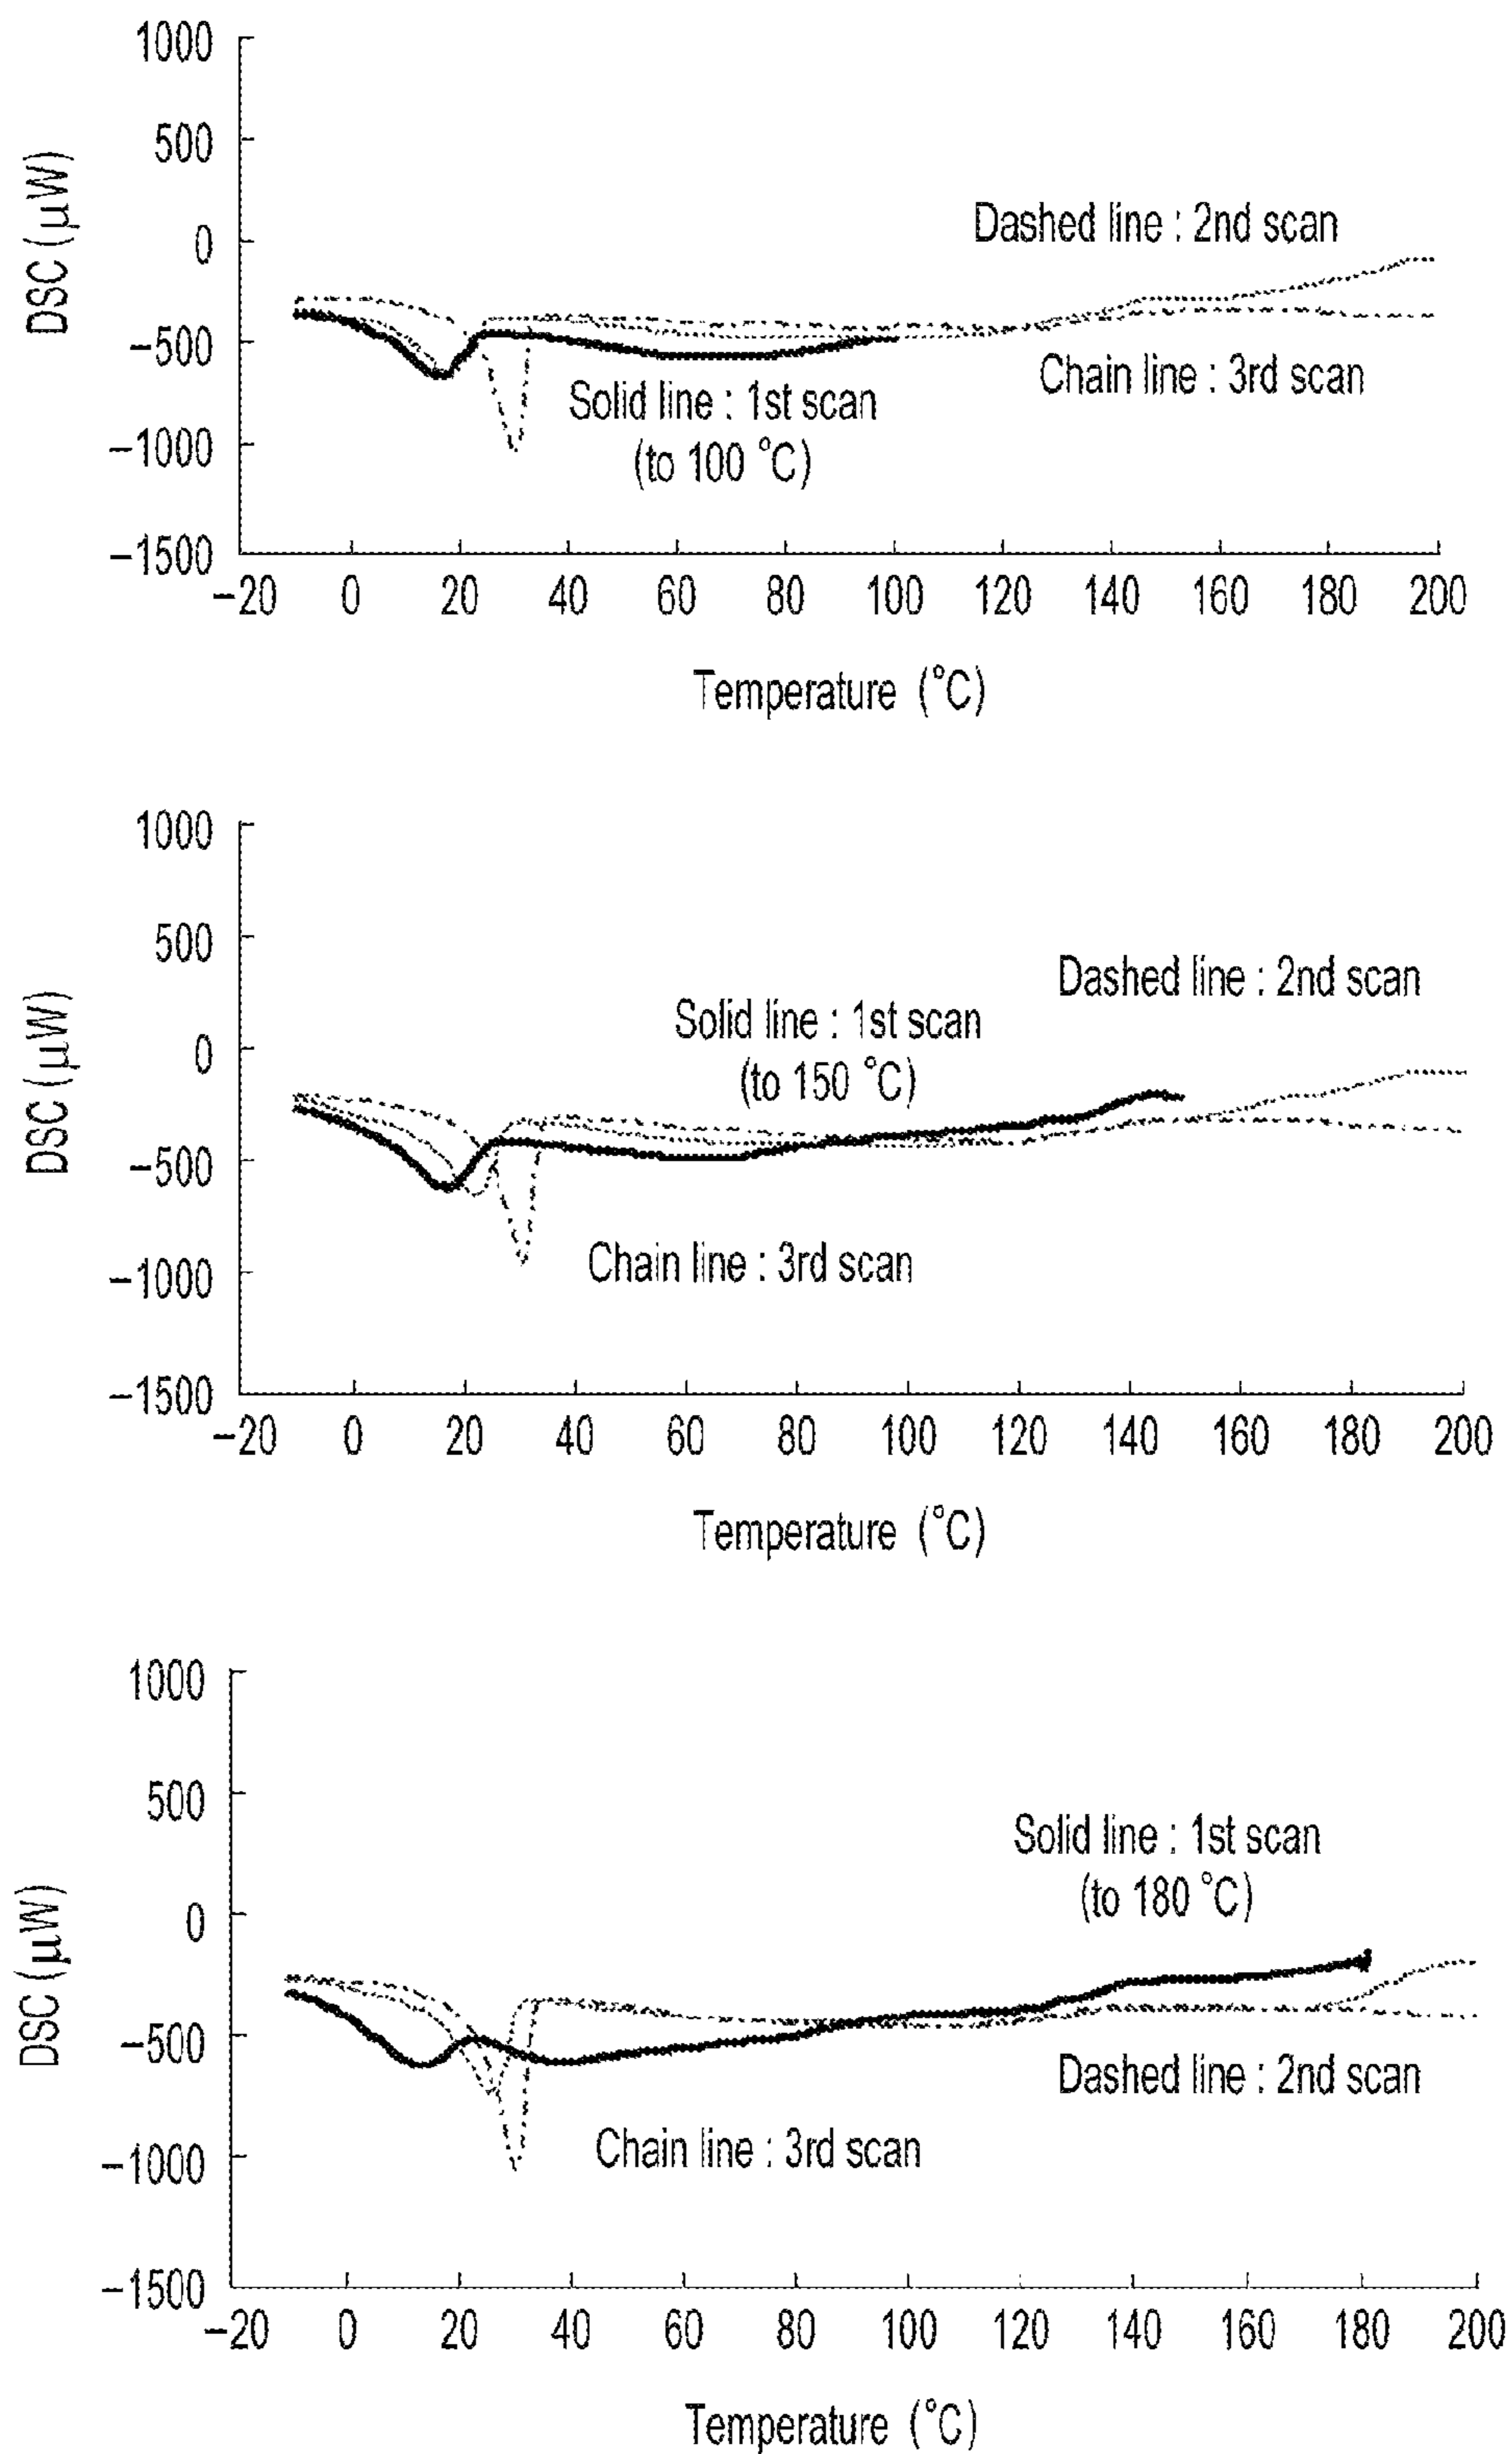 1000
500
0
−500
−1000
−1500
DSC (µW)
Dashed line : 2nd scan
Chain line : 3rd scan
Solid line : 1st scan
(to 100 °C)
−20 0 20 40 60 80 100 120 140 160 180 200
Temperature (°C)
1000
500
0
−500
−1000
−1500
DSC (µW)
Dashed line : 2nd scan
Solid line : 1st scan
(to 150 °C)
Chain line : 3rd scan
−20 0 20 40 60 80 100 120 140 160 180 200
Temperature (°C)
1000
500
0
−500
−1000
−1500
DSC (µW)
Solid line : 1st scan
(to 180 °C)
Dashed line : 2nd scan
Chain line : 3rd scan
−20 0 20 40 60 80 100 120 140 160 180 200
Temperature (°C)